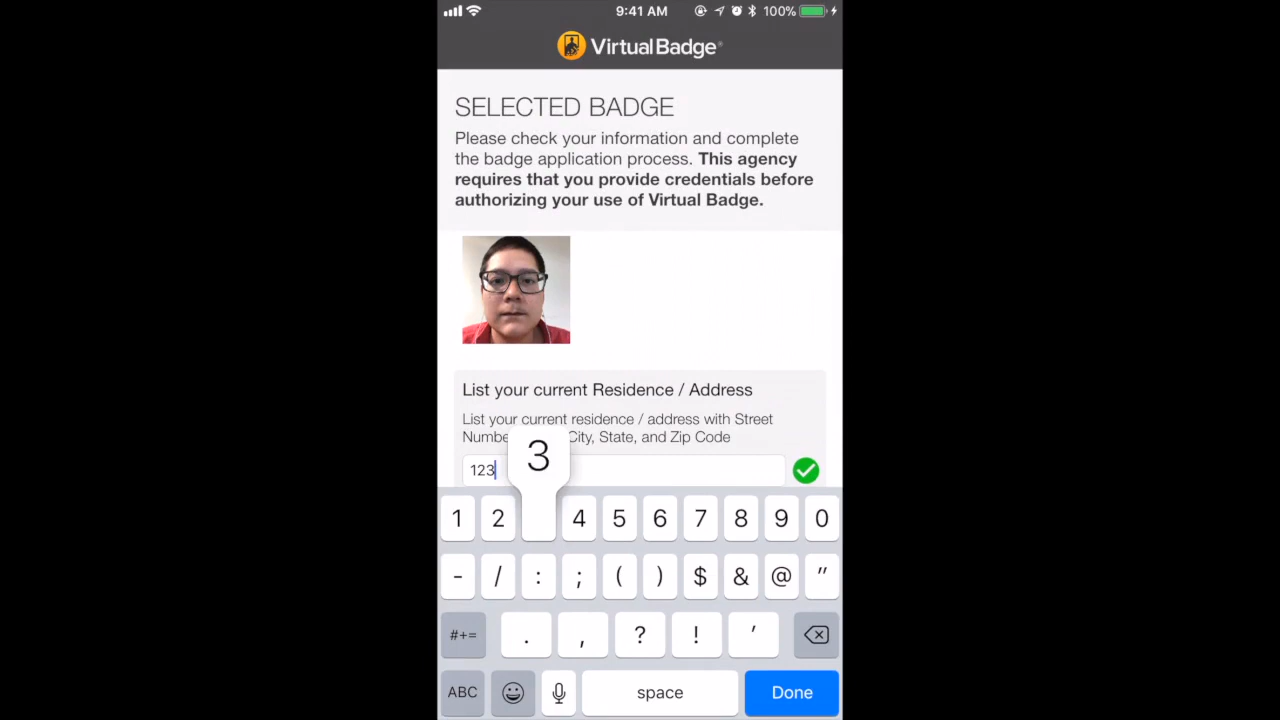 9:41 AM 100%
VirtualBadge
SELECTED BADGE
Please check your information and complete
the badge application process. This agency
requires that you provide credentials before
authorizing your use of Virtual Badge.
List your current Residence / Address
List your current residence / address with Street
Numbe City, State, and Zip Code
123
3
1 2 4 5 6 7 8 9 0
- / : ; ( ) $ & @ "
#+= . , ? ! '
ABC space Done